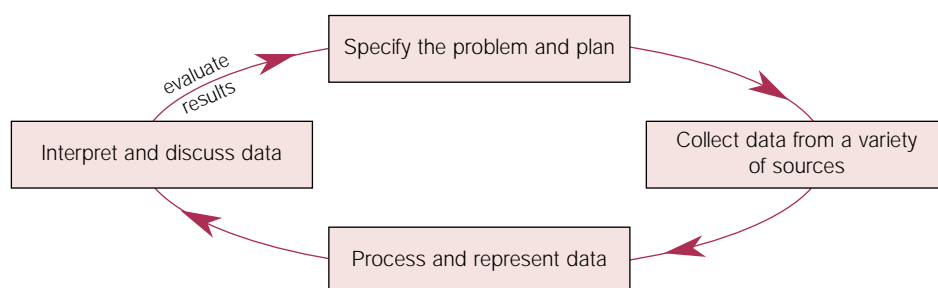 Specify the problem and plan
evaluate
results
Collect data from a variety
of sources
Interpret and discuss data
Process and represent data